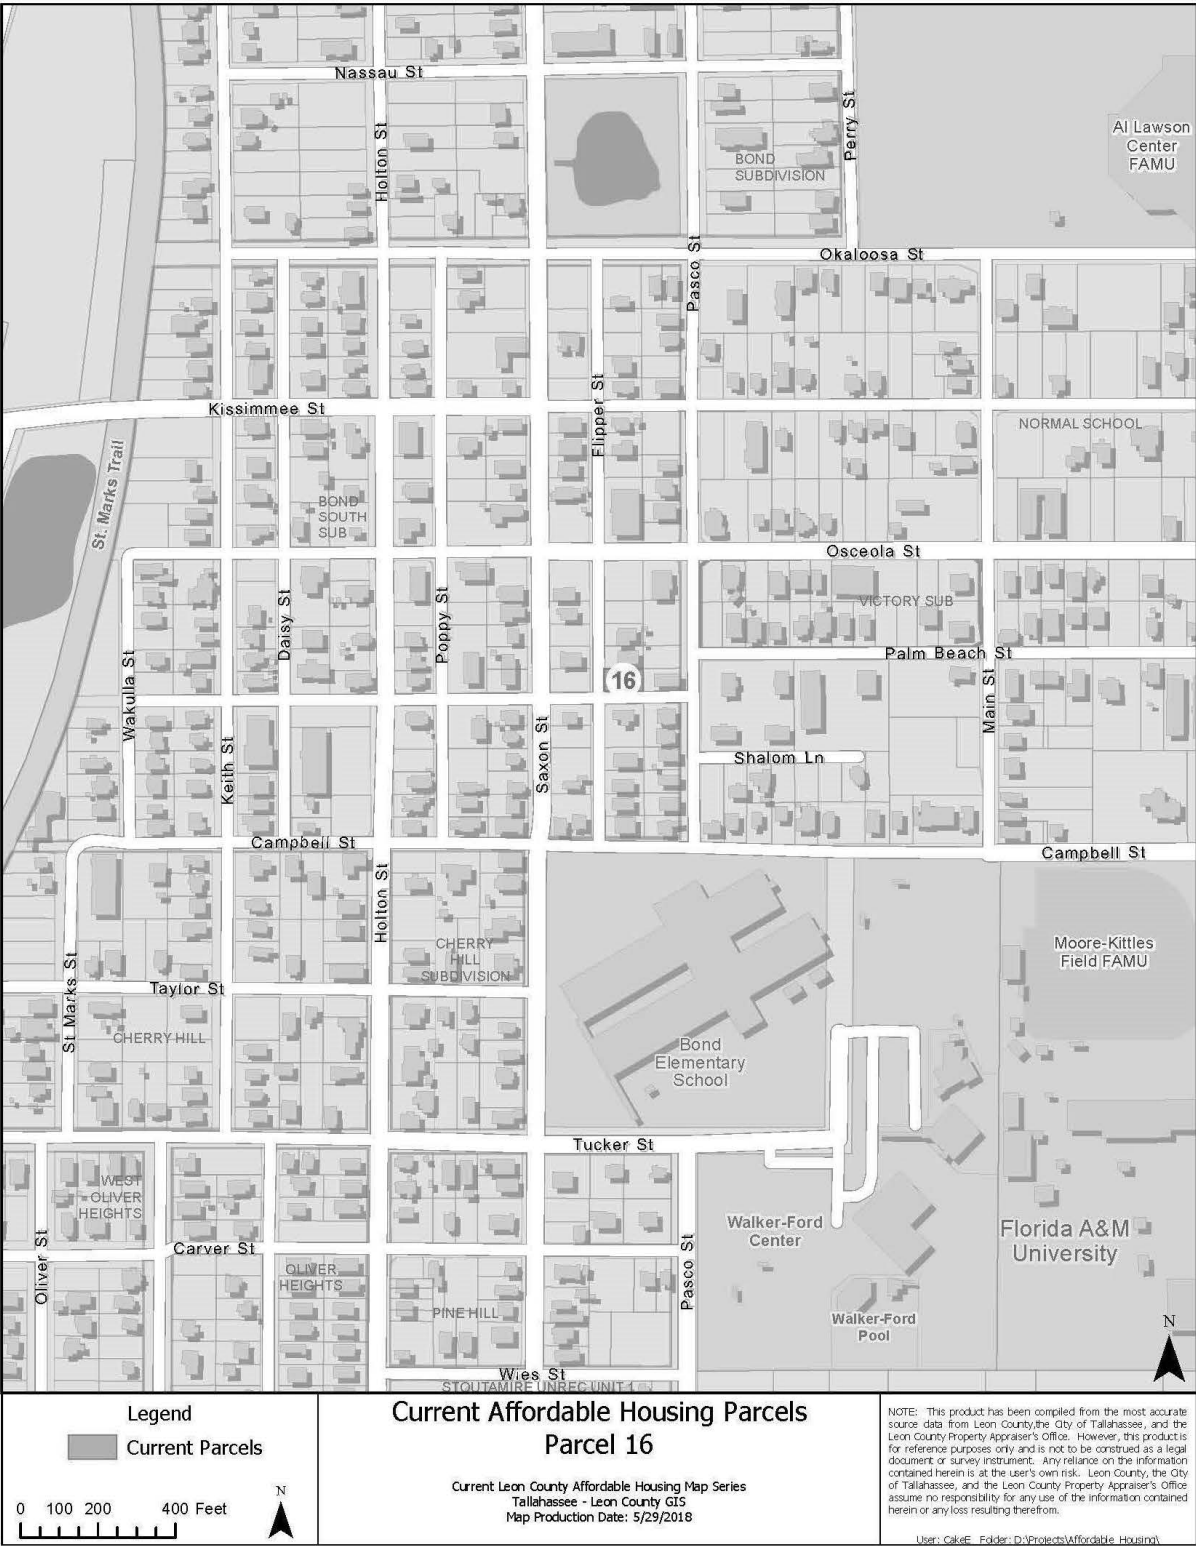 Nassau St
Holton St
Perry St
Al Lawson
Center
FAMU
BOND
SUBDIVISION
Pasco St
Okaloosa St
Kissimmee St
Flipper St
NORMAL SCHOOL
St. Marks Trail
BOND
SOUTH
SUB
Osceola St
Daisy St
Poppy St
VICTORY SUB
Palm Beach St
Wakulla St
16
Main St
Keith St
Saxon St
Shalom Ln
Campbell St
Campbell St
Holton St
CHERRY
HILL
SUBDIVISION
Moore-Kittles
Field FAMU
St Marks St
Taylor St
CHERRY HILL
Bond
Elementary
School
Tucker St
WEST
OLIVER
HEIGHTS
Walker-Ford
Center
Florida A&M
University
Oliver St
Carver St
Pasco St
OLIVER
HEIGHTS
PINE HILL
Walker-Ford
Pool
N
Wies St
STOUTAMIRE UNREC UNIT 1
Legend
Current Parcels
0 100 200 400 Feet
N
Current Affordable Housing Parcels
Parcel 16
Current Leon County Affordable Housing Map Series
Tallahassee - Leon County GIS
Map Production Date: 5/29/2018
NOTE: This product has been compiled from the most accurate
source data from Leon County,the City of Tallahassee, and the
Leon County Property Appraiser's Office. However, this product is
for reference purposes only and is not to be construed as a legal
document or survey instrument. Any reliance on the information
contained herein is at the user's own risk. Leon County, the City
of Tallahassee, and the Leon County Property Appraiser's Office
assume no responsibility for any use of the information contained
herein or any loss resulting therefrom.
User: CakeE Folder: D:\Projects\Affordable_Housing\